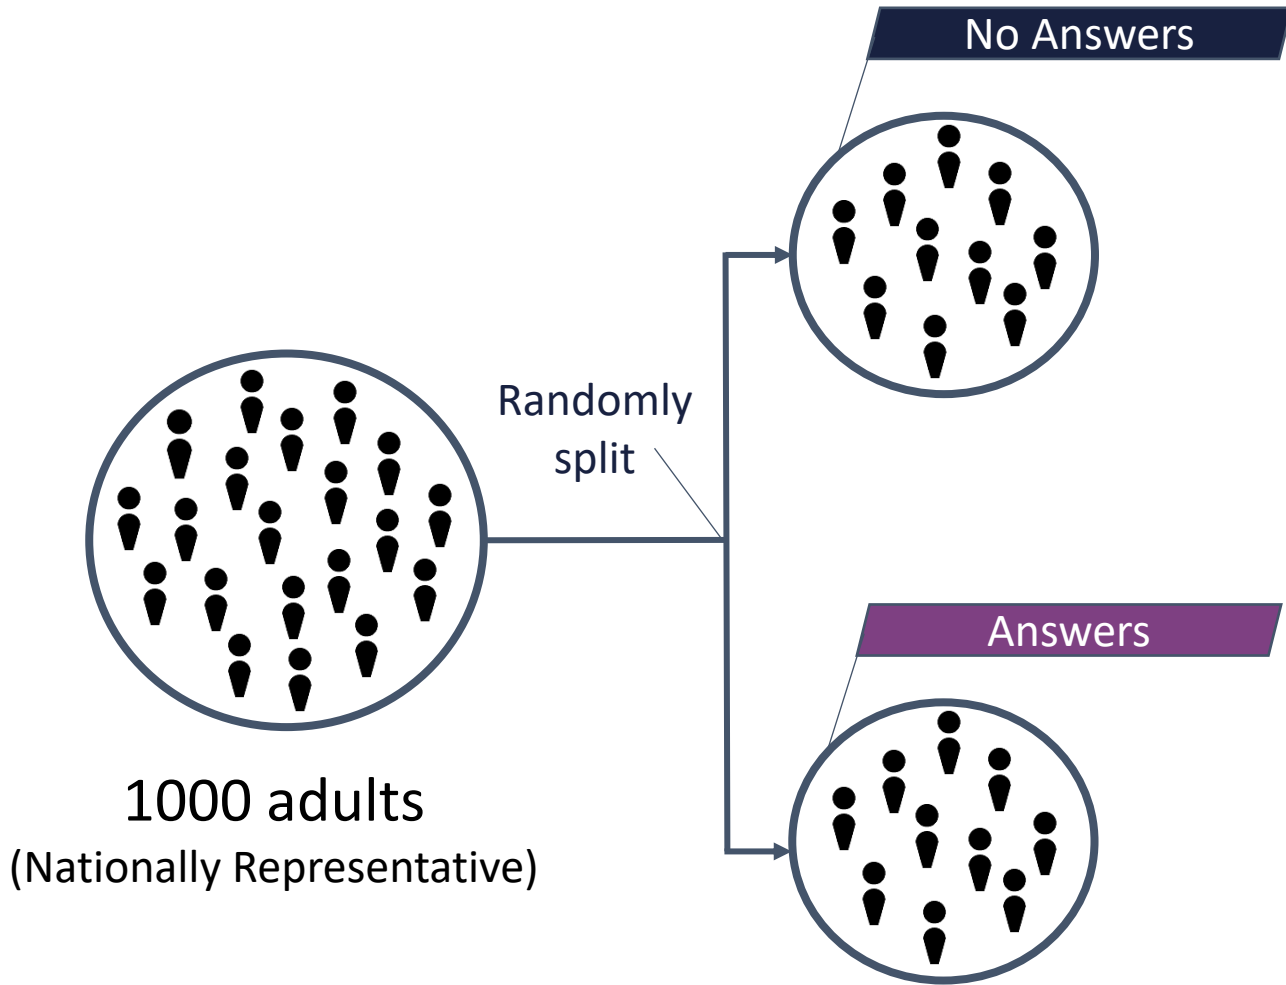 No Answers
Randomly
split
Answers
1000 adults
(Nationally Representative)